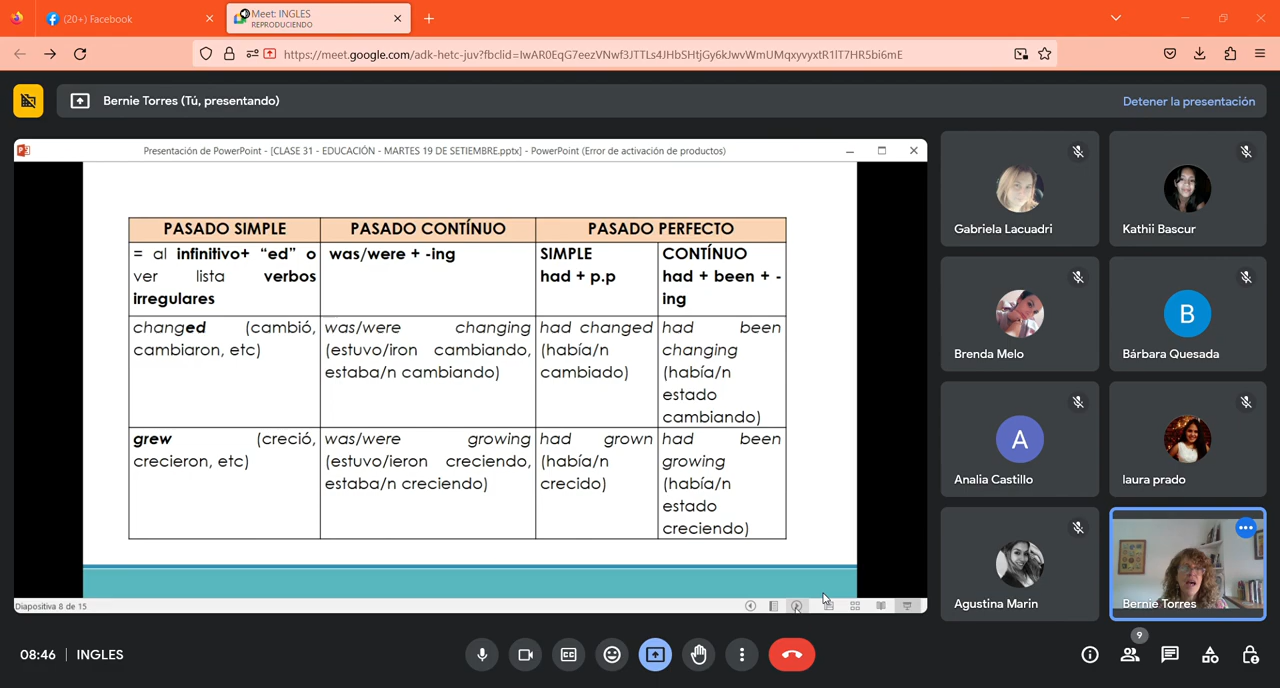 (20+) Facebook
Meet: INGLES
REPRODUCIENDO
https://meet.google.com/adk-hetc-juv?fbclid=IwAR0EqG7eezVNwf3JTTLs4JHbSHtjGy6kJwvWmUMqxyvyxtR1IT7HR5bi6mE
Bernie Torres (Tú, presentando)
Detener la presentación
Presentación de PowerPoint - [CLASE 31 - EDUCACIÓN - MARTES 19 DE SETIEMBRE.pptx] - PowerPoint (Error de activación de productos)
PASADO SIMPLE PASADO CONTÍNUO PASADO PERFECTO
= al infinitivo+ “ed” o
ver lista verbos
irregulares
was/were + -ing
SIMPLE
had + p.p
CONTÍNUO
had + been + -
ing
changed (cambió,
cambiaron, etc)
was/were changing
(estuvo/iron cambiando,
estaba/n cambiando)
had changed
(había/n
cambiado)
had been
changing
(había/n
estado
cambiando)
grew (creció,
crecieron, etc)
was/were growing
(estuvo/ieron creciendo,
estaba/n creciendo)
had grown
(había/n
crecido)
had been
growing
(había/n
estado
creciendo)
Diapositiva 8 de 15
Gabriela Lacuadri
Kathii Bascur
Brenda Melo
B
Bárbara Quesada
A
Analia Castillo
laura prado
Agustina Marin
Bernie Torres
08:46 | INGLES
9